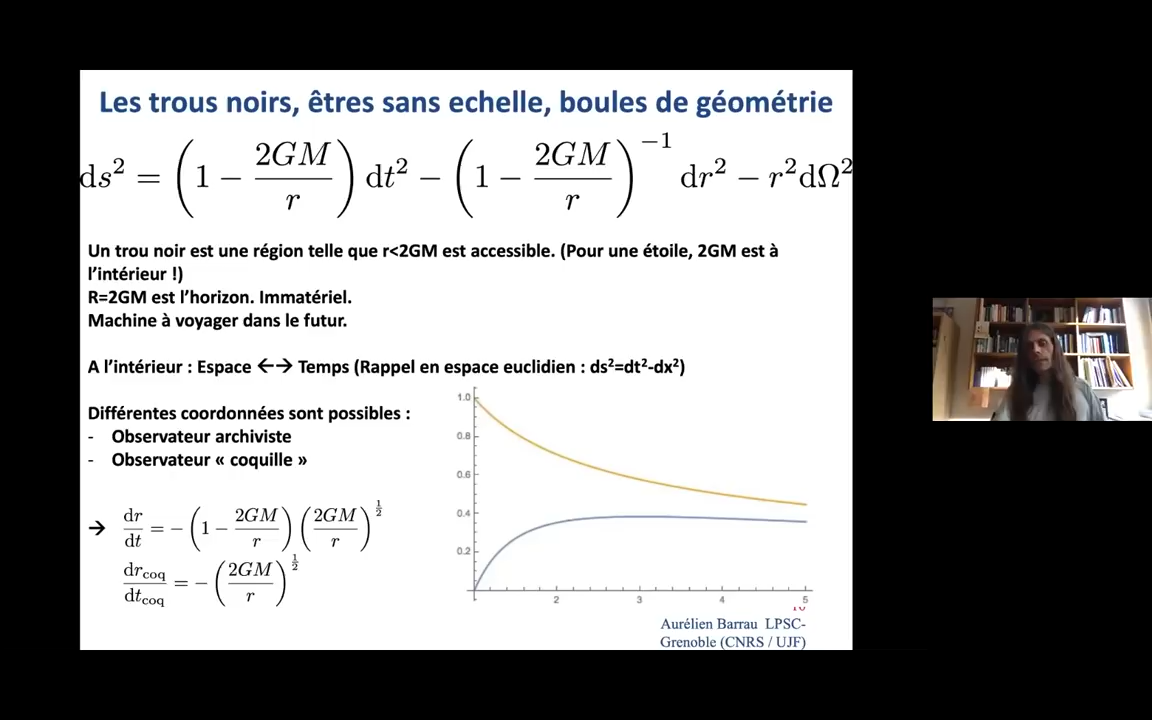 Les trous noirs, êtres sans echelle, boules de géométrie
ds² = (1 − 2GM/r) dt² − (1 − 2GM/r)⁻¹ dr² − r²dΩ²
Un trou noir est une région telle que r<2GM est accessible. (Pour une étoile, 2GM est à
l’intérieur !)
R=2GM est l’horizon. Immatériel.
Machine à voyager dans le futur.
A l’intérieur : Espace ←→ Temps (Rappel en espace euclidien : ds²=dt²-dx²)
Différentes coordonnées sont possibles :
- Observateur archiviste
- Observateur « coquille »
→ dr/dt = −(1 − 2GM/r)(2GM/r)^1/2
dr_coq/dt_coq = −(2GM/r)^1/2
1.0
0.8
0.6
0.4
0.2
2 3 4 5
Aurélien Barrau LPSC-
Grenoble (CNRS / UJF)